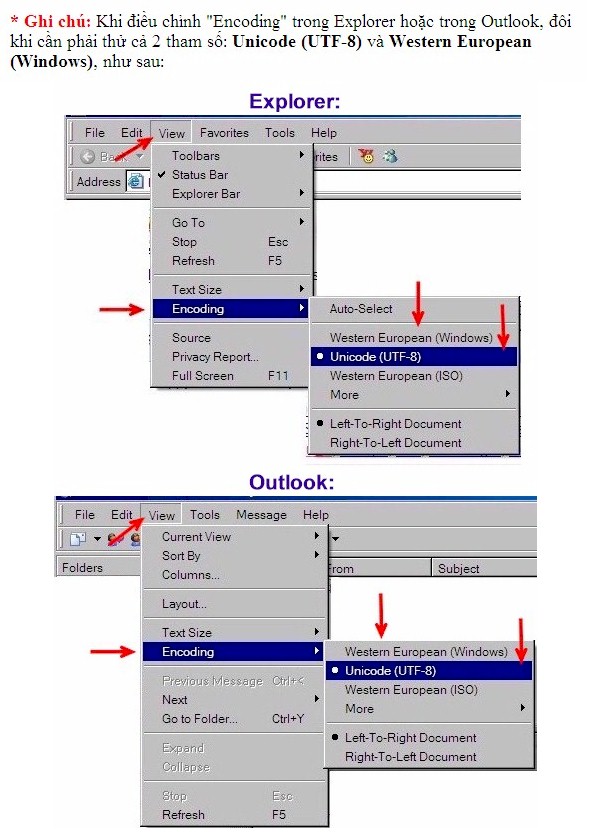 * Ghi chú: Khi điều chỉnh "Encoding" trong Explorer hoặc trong Outlook, đôi
khi cần phải thử cả 2 tham số: Unicode (UTF-8) và Western European
(Windows), như sau:
Explorer:
File Edit View Favorites Tools Help
Toolbars
rites
Address
Status Bar
Explorer Bar
Go To
Stop Esc
Refresh F5
Text Size
Encoding
Auto-Select
Western European (Windows)
Unicode (UTF-8)
Western European (ISO)
More
Left-To-Right Document
Right-To-Left Document
Source
Privacy Report...
Full Screen F11
Outlook:
File Edit View Tools Message Help
Current View
Sort By
Columns...
Folders
From Subject
Layout...
Text Size
Encoding
Western European (Windows)
Unicode (UTF-8)
Western European (ISO)
More
Left-To-Right Document
Right-To-Left Document
Previous Message Ctrl+<
Next
Go to Folder... Ctrl+Y
Expand
Collapse
Stop Esc
Refresh F5